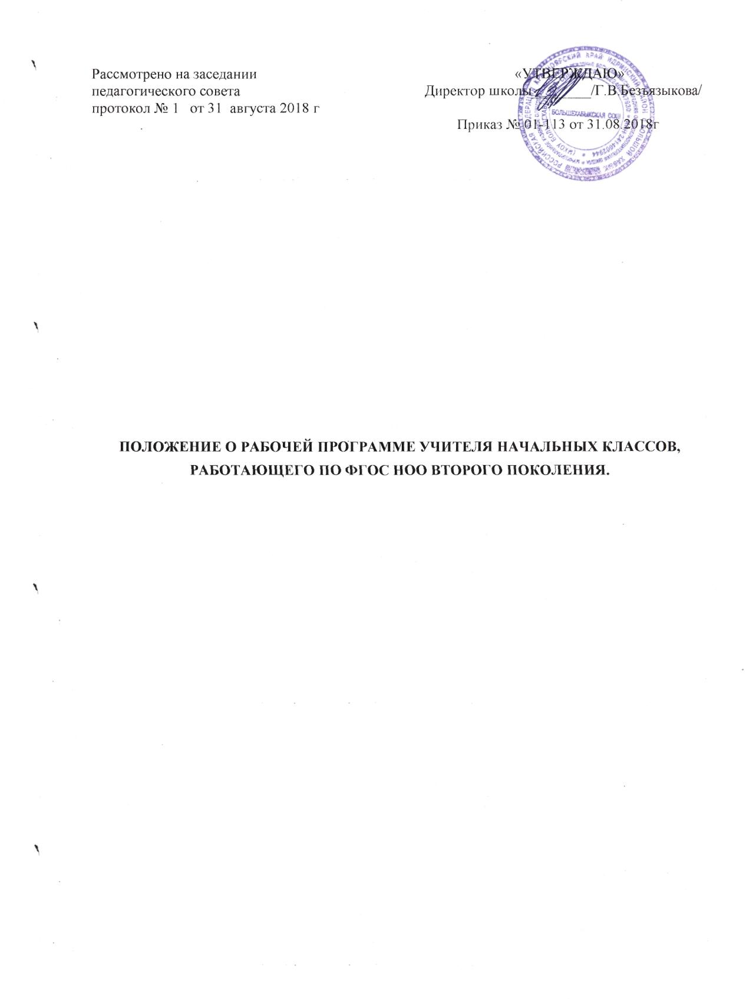 Рассмотрено на заседании
педагогического совета
протокол № 1 от 31 августа 2018 г
«УТВЕРЖДАЮ»
Директор школы ________/Г.В.Безъязыкова/
Приказ № 01-113 от 31.08.2018г
БОЛЬШЕХАБЫКСКАЯ СОШ
ПОЛОЖЕНИЕ О РАБОЧЕЙ ПРОГРАММЕ УЧИТЕЛЯ НАЧАЛЬНЫХ КЛАССОВ,
РАБОТАЮЩЕГО ПО ФГОС НОО ВТОРОГО ПОКОЛЕНИЯ.